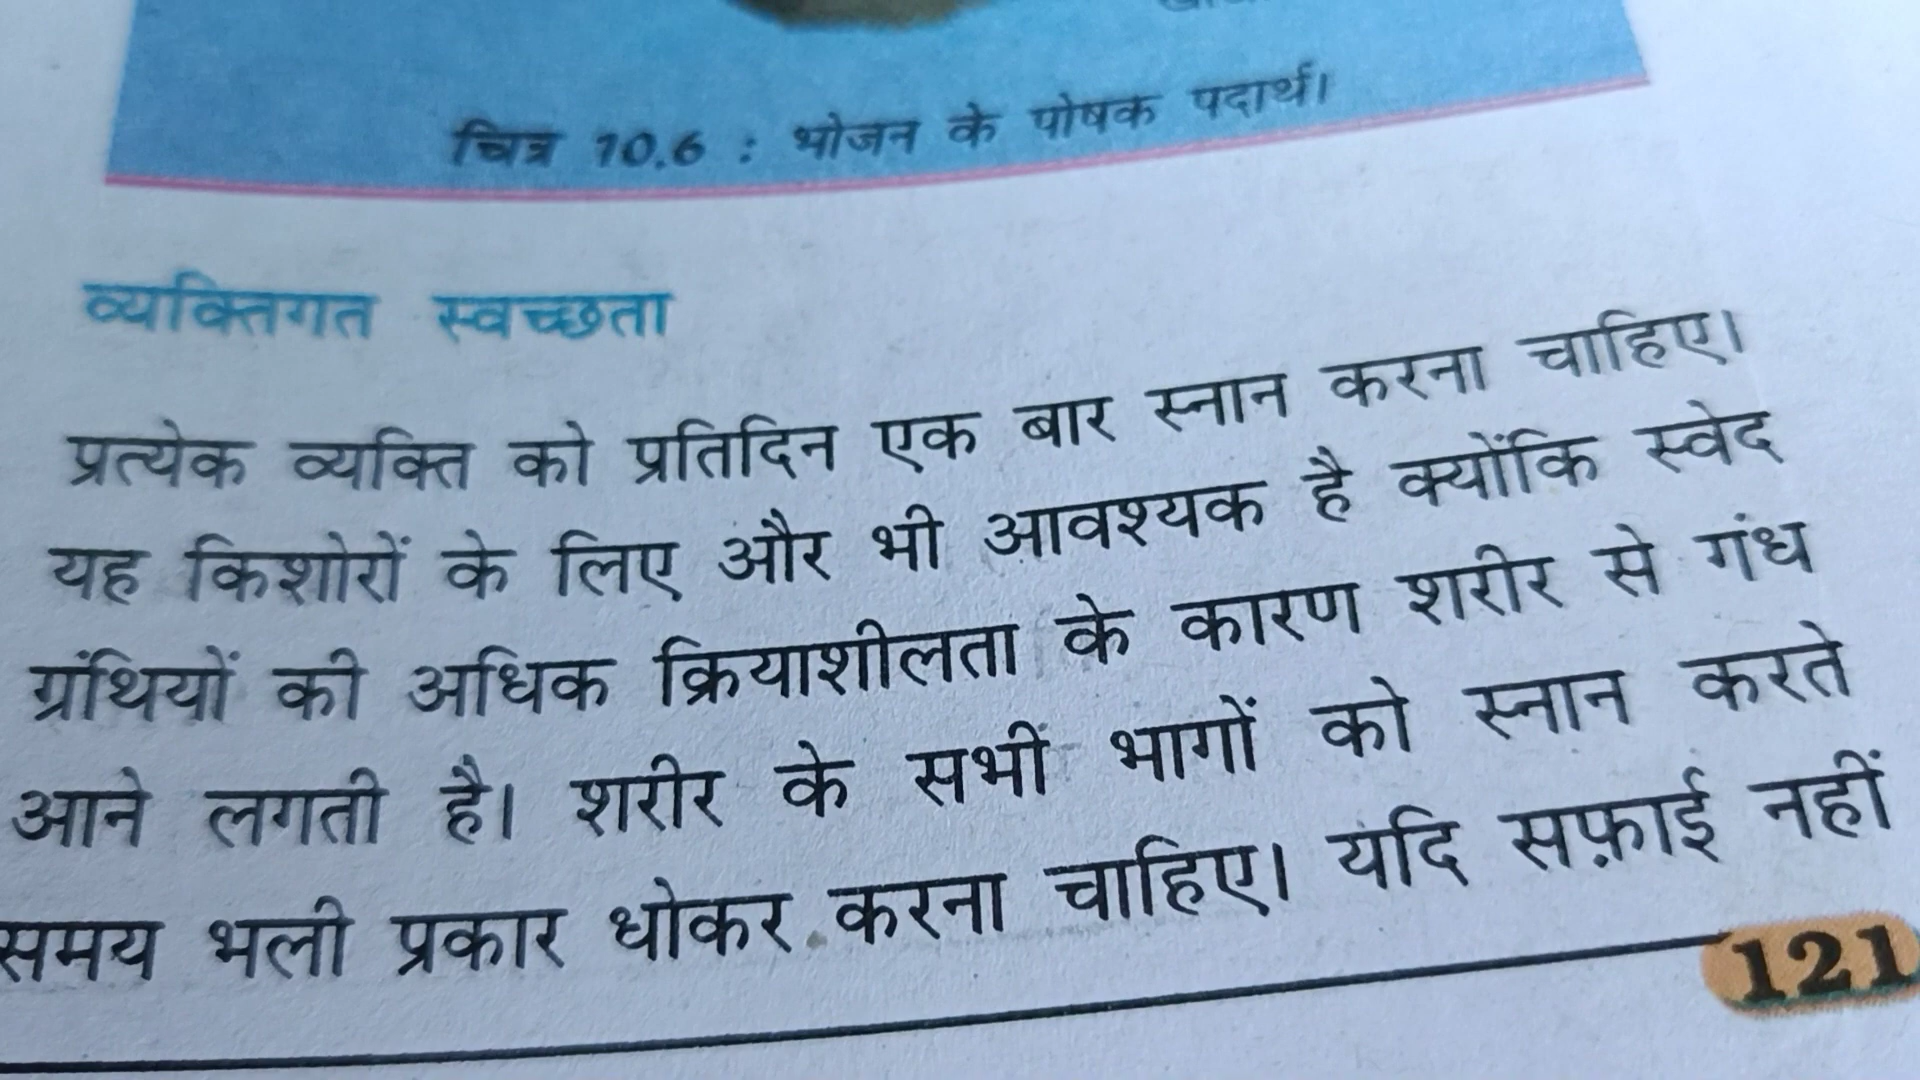 चित्र 10.6 : भोजन के पोषक पदार्थ।
व्यक्तिगत स्वच्छता
प्रत्येक व्यक्ति को प्रतिदिन एक बार स्नान करना चाहिए।
यह किशोरों के लिए और भी आवश्यक है क्योंकि स्वेद
ग्रंथियों की अधिक क्रियाशीलता के कारण शरीर से गंध
आने लगती है। शरीर के सभी भागों को स्नान करते
समय भली प्रकार धोकर करना चाहिए। यदि सफ़ाई नहीं
121